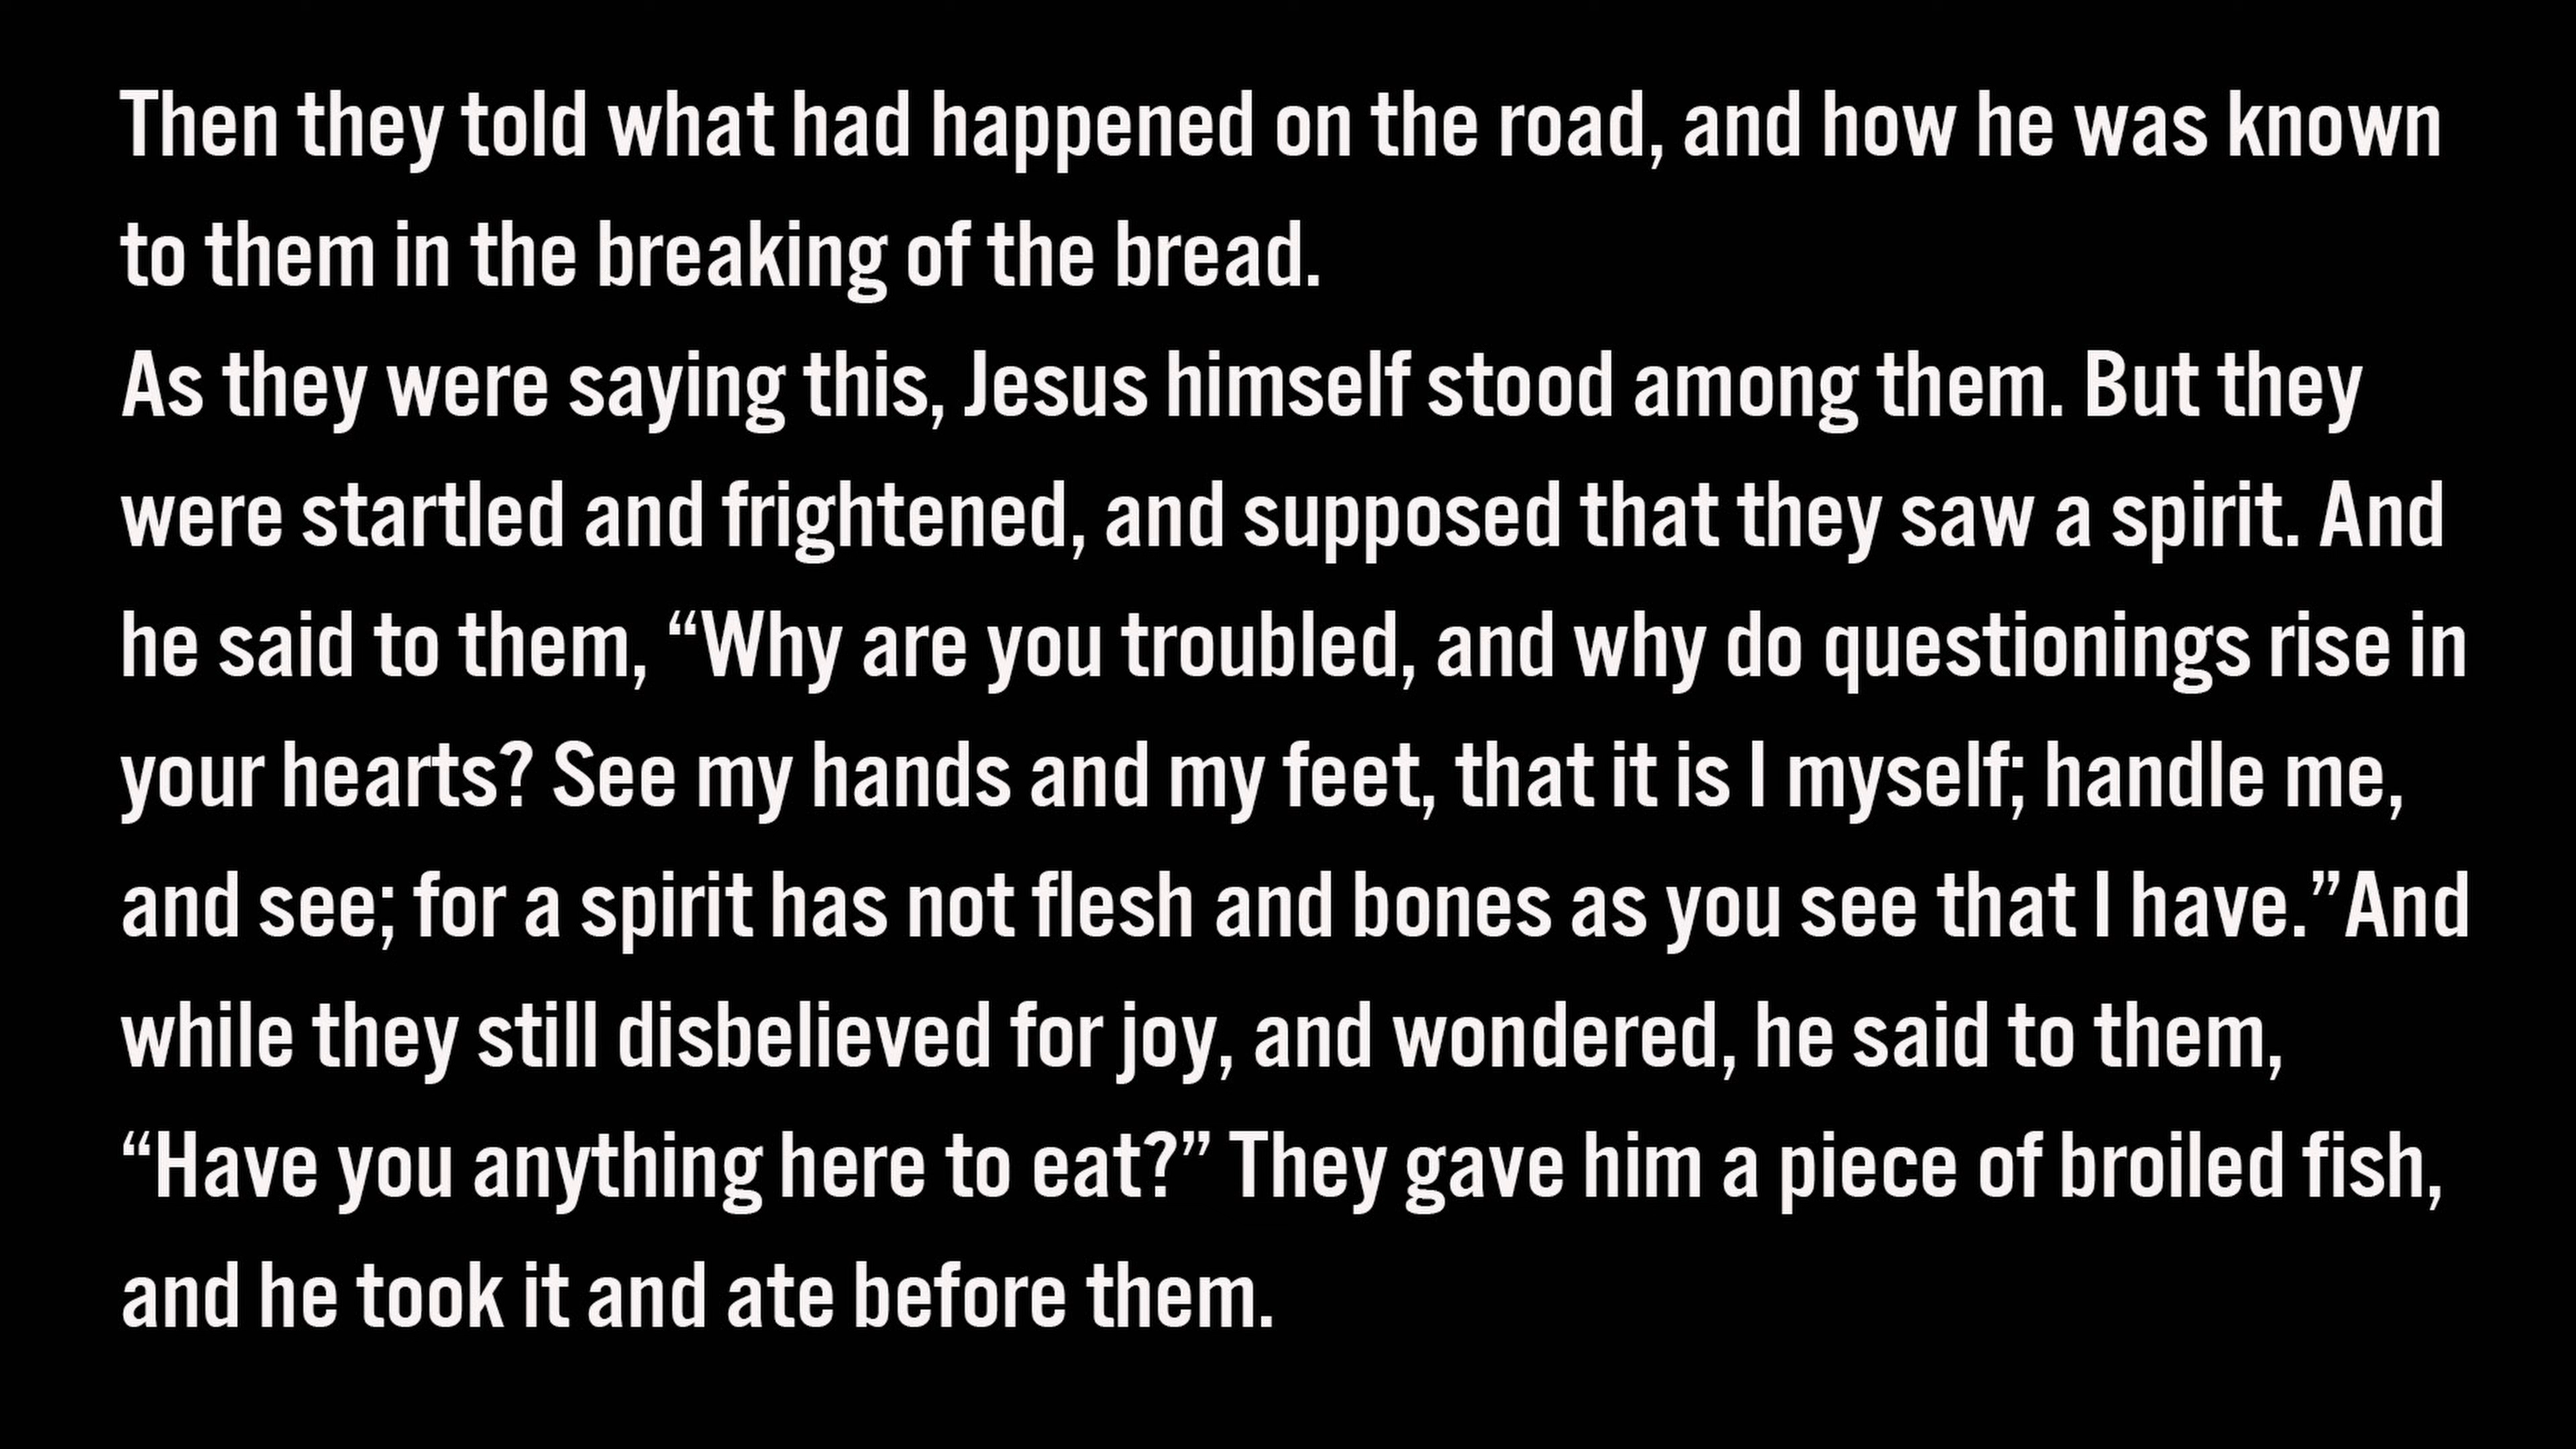 Then they told what had happened on the road, and how he was known
to them in the breaking of the bread.
As they were saying this, Jesus himself stood among them. But they
were startled and frightened, and supposed that they saw a spirit. And
he said to them, “Why are you troubled, and why do questionings rise in
your hearts? See my hands and my feet, that it is I myself; handle me,
and see; for a spirit has not flesh and bones as you see that I have.”And
while they still disbelieved for joy, and wondered, he said to them,
“Have you anything here to eat?” They gave him a piece of broiled fish,
and he took it and ate before them.